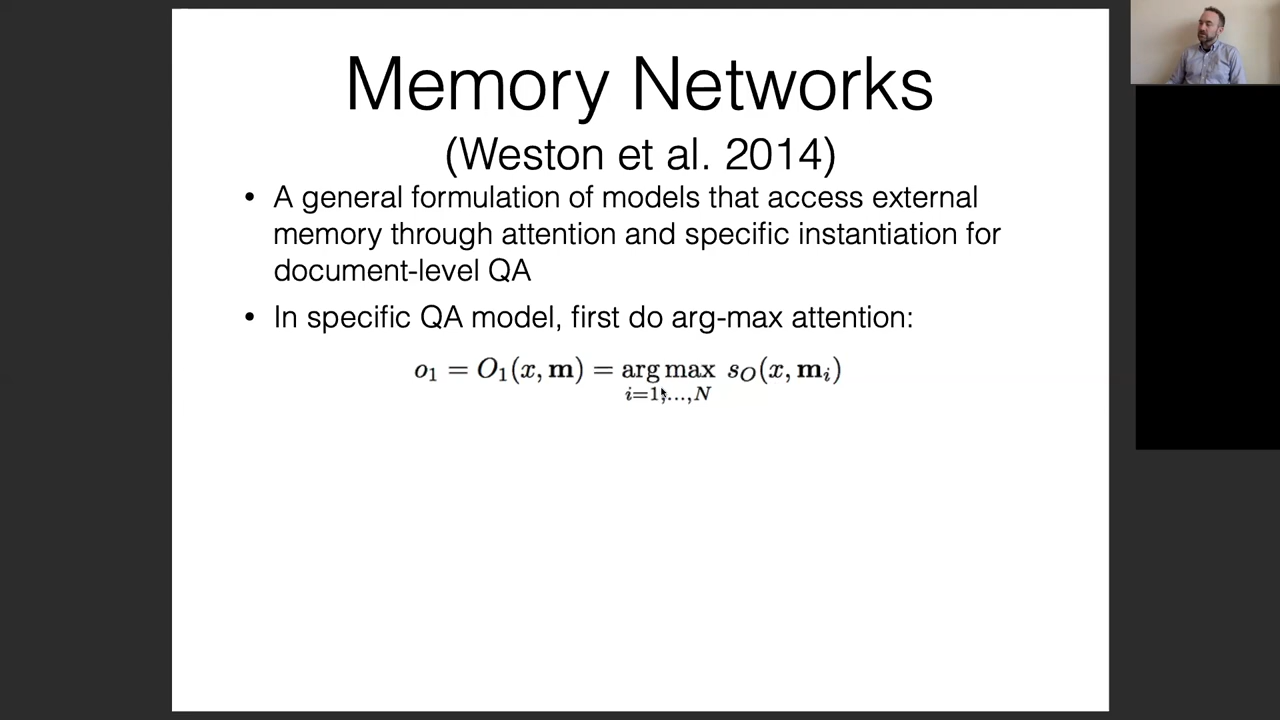 Memory Networks
(Weston et al. 2014)
• A general formulation of models that access external
memory through attention and specific instantiation for
document-level QA
• In specific QA model, first do arg-max attention:
o₁ = O₁(x, m) = arg max s_O(x, mᵢ)
i=1,...,N